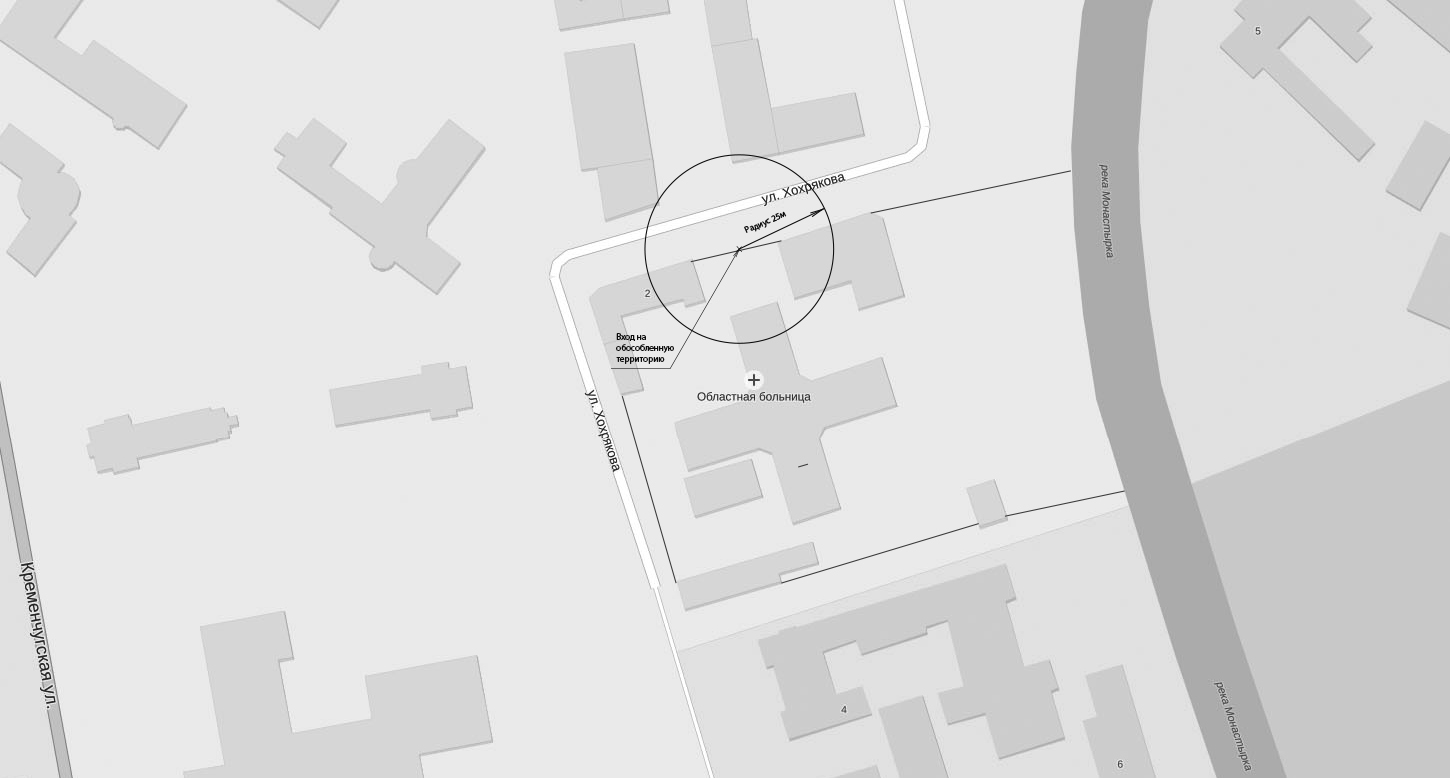 5
река Монастырка
ул. Хохрякова
Радиус 25м
2
Вход на
обособленную
территорию
Областная больница
ул. Хохрякова
Кременчугская ул.
4
6
река Монастырка